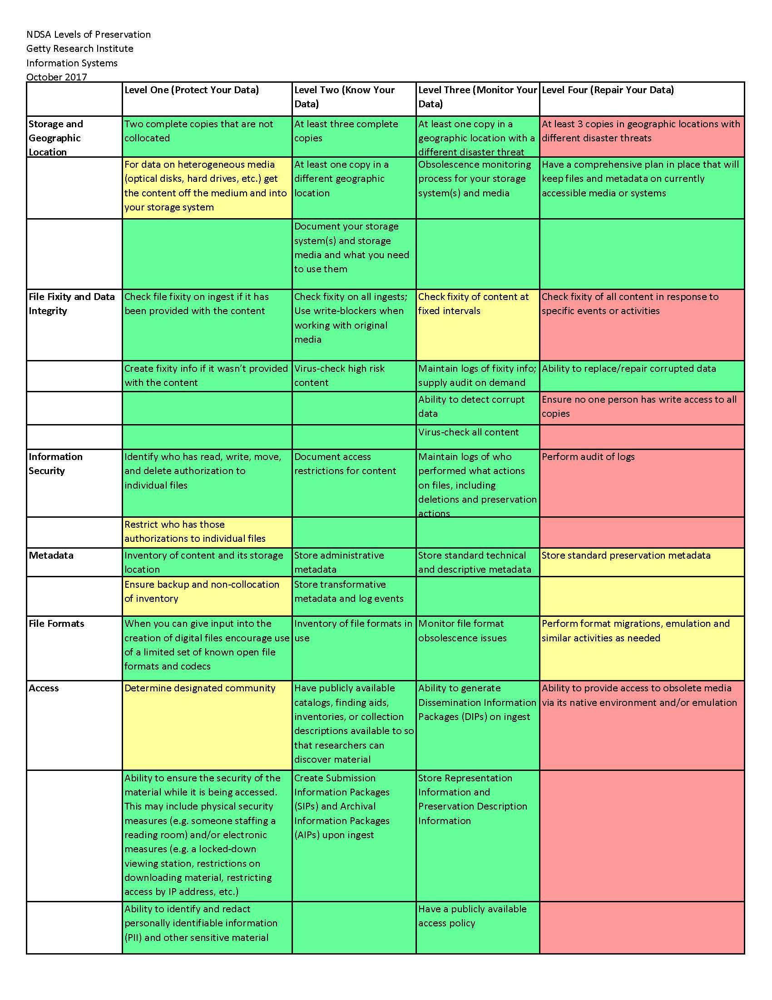 NDSA Levels of Preservation
Getty Research Institute
Information Systems
October 2017
Level One (Protect Your Data)
Level Two (Know Your
Data)
Level Three (Monitor Your
Data)
Level Four (Repair Your Data)
Storage and
Geographic
Location
Two complete copies that are not
collocated
At least three complete
copies
At least one copy in a
geographic location with a
different disaster threat
At least 3 copies in geographic locations with
different disaster threats
For data on heterogeneous media
(optical disks, hard drives, etc.) get
the content off the medium and into
your storage system
At least one copy in a
different geographic
location
Obsolescence monitoring
process for your storage
system(s) and media
Have a comprehensive plan in place that will
keep files and metadata on currently
accessible media or systems
Document your storage
system(s) and storage
media and what you need
to use them
File Fixity and Data
Integrity
Check file fixity on ingest if it has
been provided with the content
Check fixity on all ingests;
Use write-blockers when
working with original
media
Check fixity of content at
fixed intervals
Check fixity of all content in response to
specific events or activities
Create fixity info if it wasn’t provided
with the content
Virus-check high risk
content
Maintain logs of fixity info;
supply audit on demand
Ability to replace/repair corrupted data
Ability to detect corrupt
data
Ensure no one person has write access to all
copies
Virus-check all content
Information
Security
Identify who has read, write, move,
and delete authorization to
individual files
Document access
restrictions for content
Maintain logs of who
performed what actions
on files, including
deletions and preservation
actions
Perform audit of logs
Restrict who has those
authorizations to individual files
Metadata
Inventory of content and its storage
location
Store administrative
metadata
Store standard technical
and descriptive metadata
Store standard preservation metadata
Ensure backup and non-collocation
of inventory
Store transformative
metadata and log events
File Formats
When you can give input into the
creation of digital files encourage use
of a limited set of known open file
formats and codecs
Inventory of file formats in
use
Monitor file format
obsolescence issues
Perform format migrations, emulation and
similar activities as needed
Access
Determine designated community
Have publicly available
catalogs, finding aids,
inventories, or collection
descriptions available to so
that researchers can
discover material
Ability to generate
Dissemination Information
Packages (DIPs) on ingest
Ability to provide access to obsolete media
via its native environment and/or emulation
Ability to ensure the security of the
material while it is being accessed.
This may include physical security
measures (e.g. someone staffing a
reading room) and/or electronic
measures (e.g. a locked-down
viewing station, restrictions on
downloading material, restricting
access by IP address, etc.)
Create Submission
Information Packages
(SIPs) and Archival
Information Packages
(AIPs) upon ingest
Store Representation
Information and
Preservation Description
Information
Ability to identify and redact
personally identifiable information
(PII) and other sensitive material
Have a publicly available
access policy